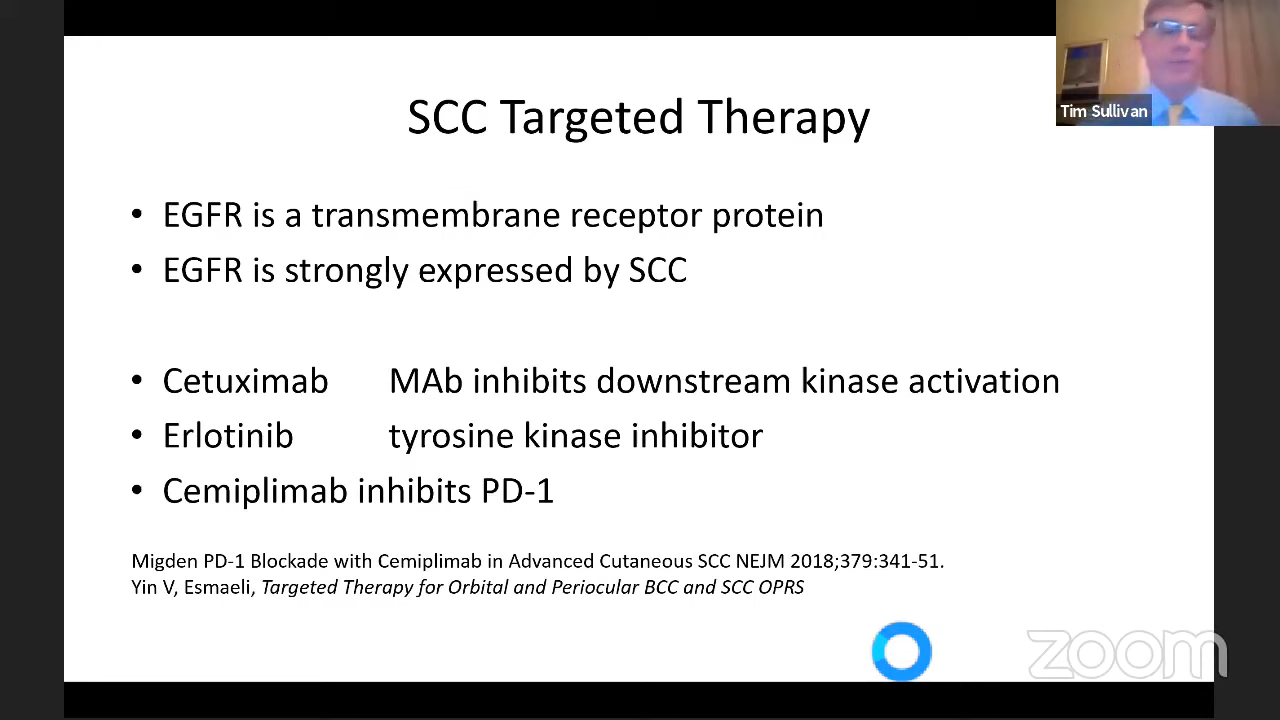 SCC Targeted Therapy
Tim Sullivan
• EGFR is a transmembrane receptor protein
• EGFR is strongly expressed by SCC
• Cetuximab MAb inhibits downstream kinase activation
• Erlotinib tyrosine kinase inhibitor
• Cemiplimab inhibits PD-1
Migden PD-1 Blockade with Cemiplimab in Advanced Cutaneous SCC NEJM 2018;379:341-51.
Yin V, Esmaeli, Targeted Therapy for Orbital and Periocular BCC and SCC OPRS
zoom